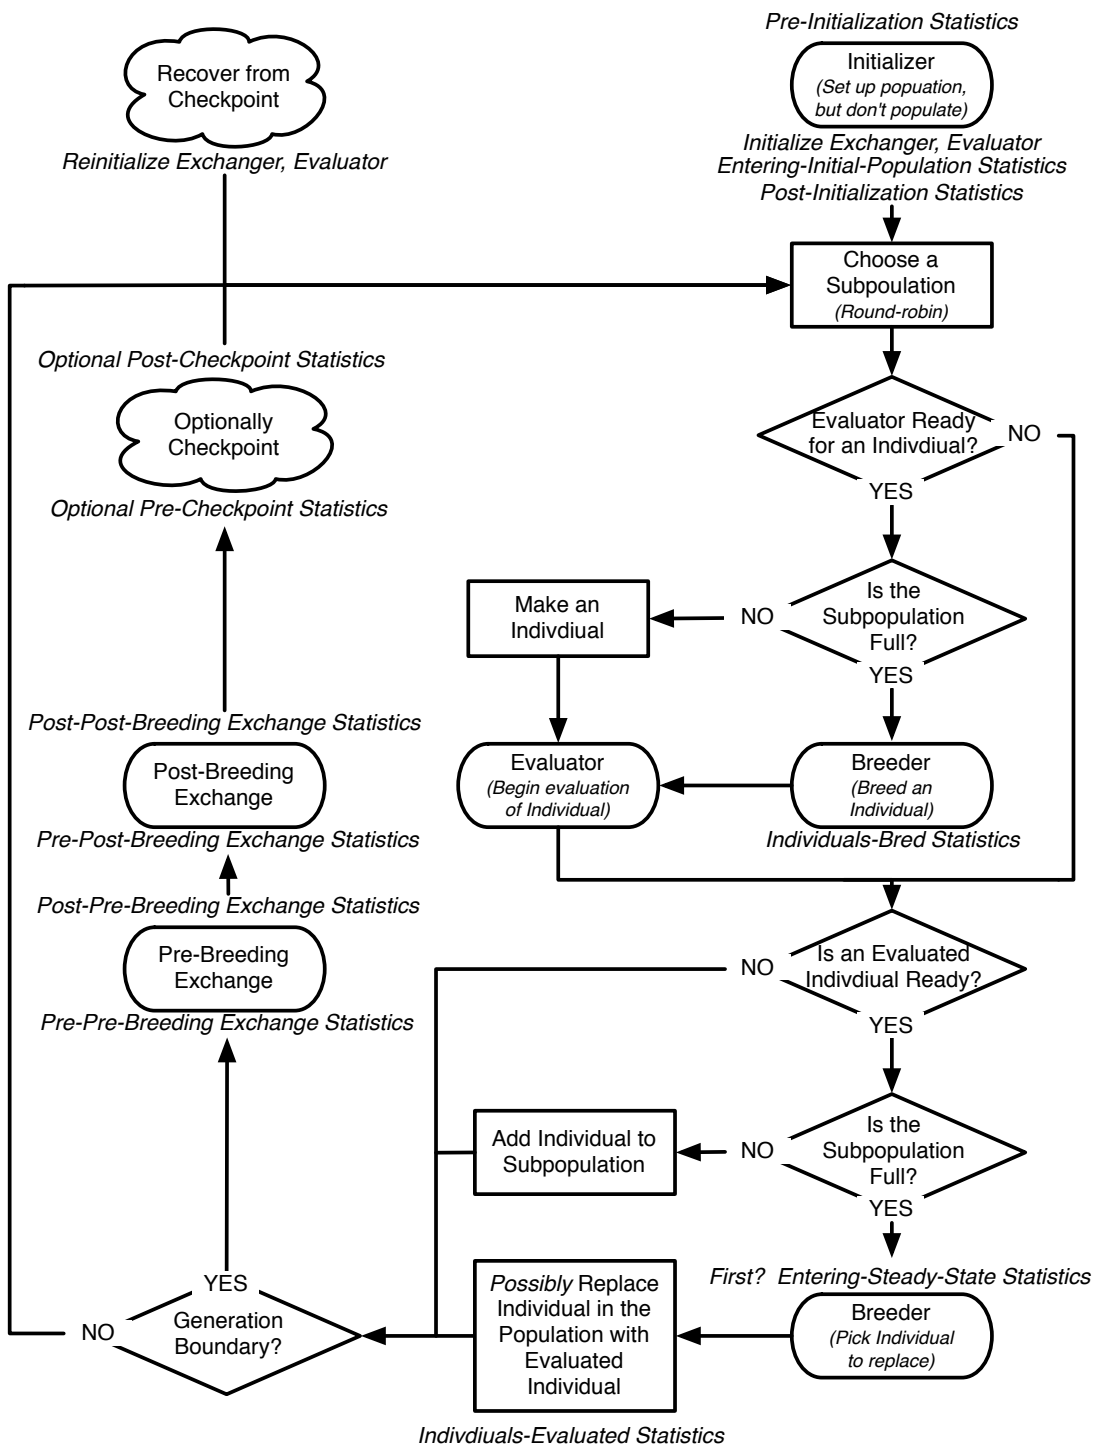 Pre-Initialization Statistics
Initializer
(Set up popuation,
but don't populate)
Initialize Exchanger, Evaluator
Entering-Initial-Population Statistics
Post-Initialization Statistics
Recover from
Checkpoint
Reinitialize Exchanger, Evaluator
Choose a
Subpoulation
(Round-robin)
Optional Post-Checkpoint Statistics
Optionally
Checkpoint
Optional Pre-Checkpoint Statistics
Evaluator Ready
for an Indivdiual?
NO
YES
Is the
Subpopulation
Full?
NO
YES
Make an
Indivdiual
Evaluator
(Begin evaluation
of Individual)
Breeder
(Breed an
Individual)
Individuals-Bred Statistics
Post-Post-Breeding Exchange Statistics
Post-Breeding
Exchange
Pre-Post-Breeding Exchange Statistics
Post-Pre-Breeding Exchange Statistics
Pre-Breeding
Exchange
Pre-Pre-Breeding Exchange Statistics
Is an Evaluated
Indivdiual Ready?
NO
YES
Is the
Subpopulation
Full?
NO
YES
Add Individual to
Subpopulation
First? Entering-Steady-State Statistics
Breeder
(Pick Individual
to replace)
Possibly Replace
Individual in the
Population with
Evaluated
Individual
Indivdiuals-Evaluated Statistics
YES
Generation
Boundary?
NO